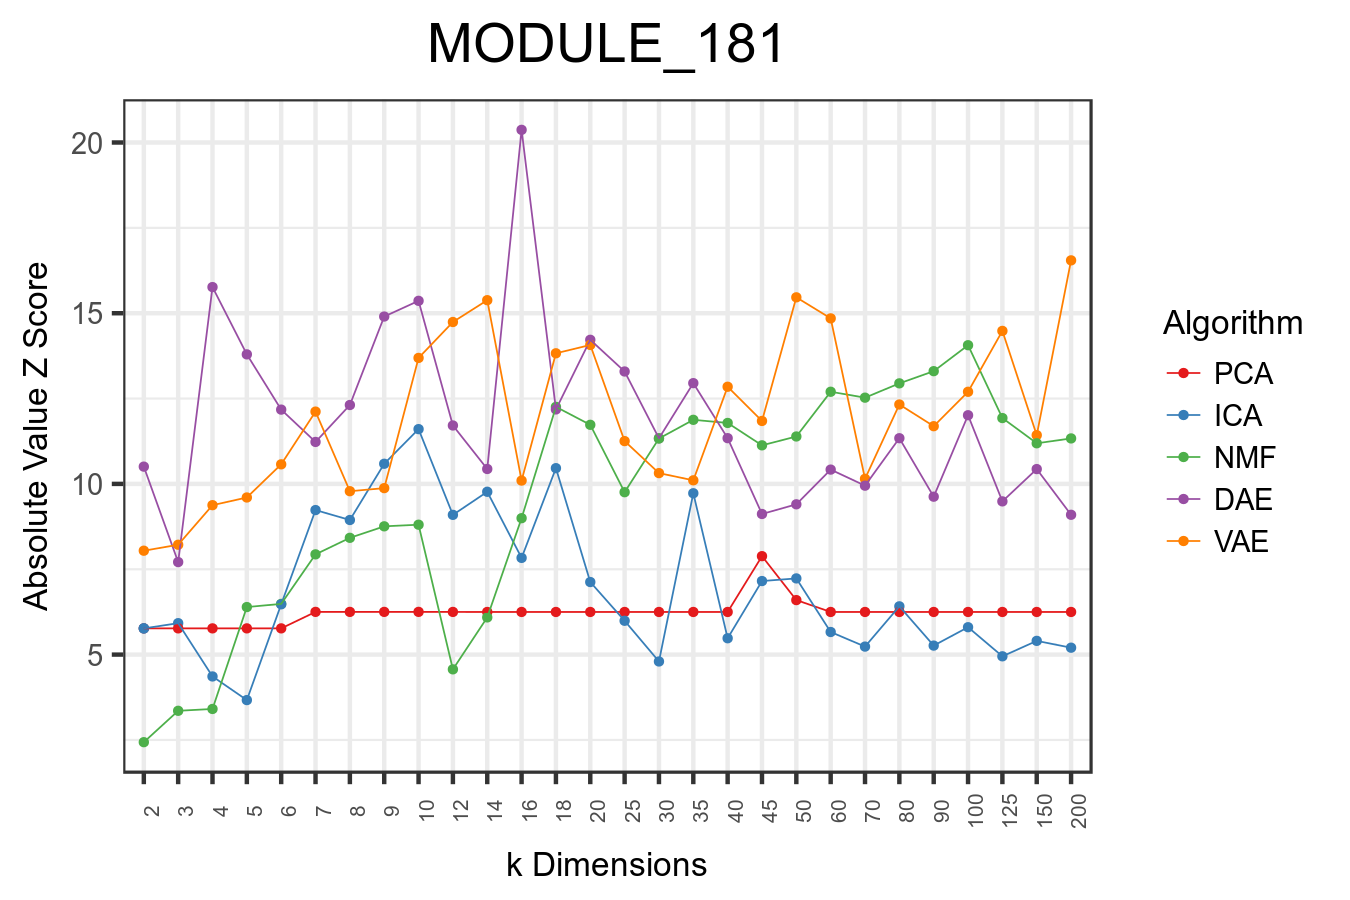 MODULE_181
Absolute Value Z Score
20
15
10
5
2 3 4 5 6 7 8 9 10 12 14 16 18 20 25 30 35 40 45 50 60 70 80 90 100 125 150 200
k Dimensions
Algorithm
PCA
ICA
NMF
DAE
VAE